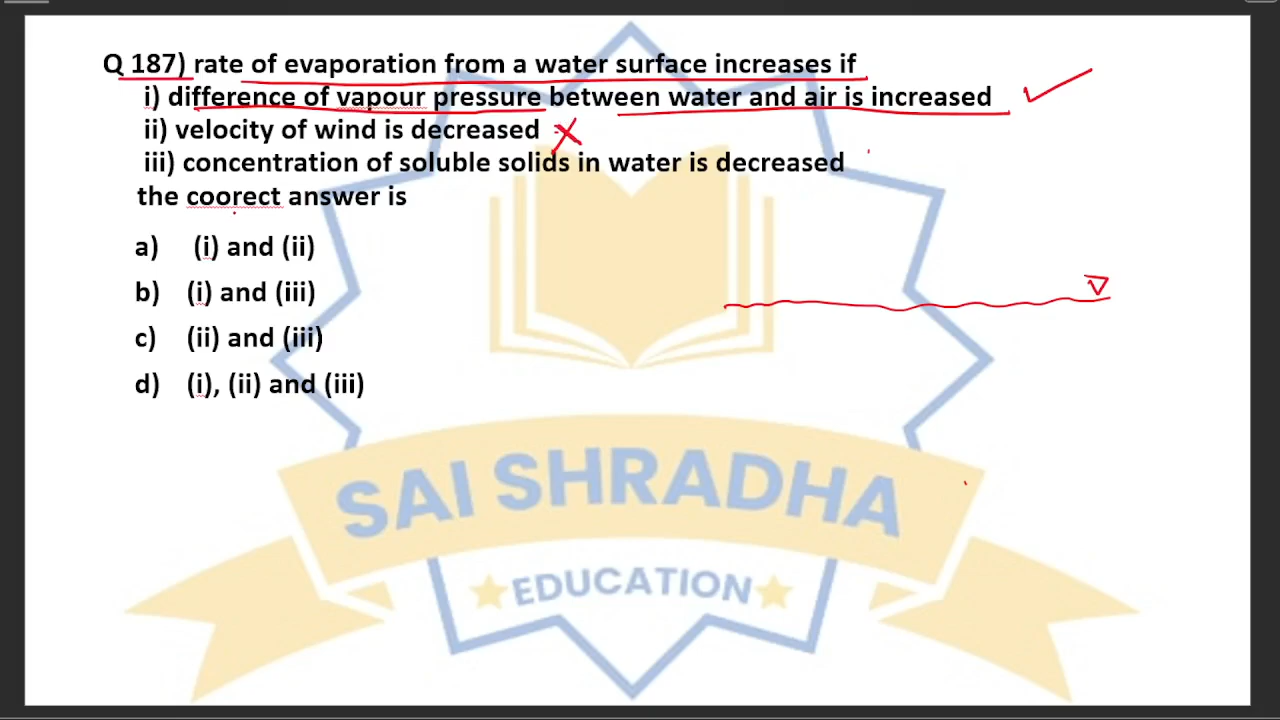 Q 187) rate of evaporation from a water surface increases if
i) difference of vapour pressure between water and air is increased
ii) velocity of wind is decreased
iii) concentration of soluble solids in water is decreased
the coorect answer is
a) (i) and (ii)
b) (i) and (iii)
c) (ii) and (iii)
d) (i), (ii) and (iii)
SAI SHRADHA
EDUCATION